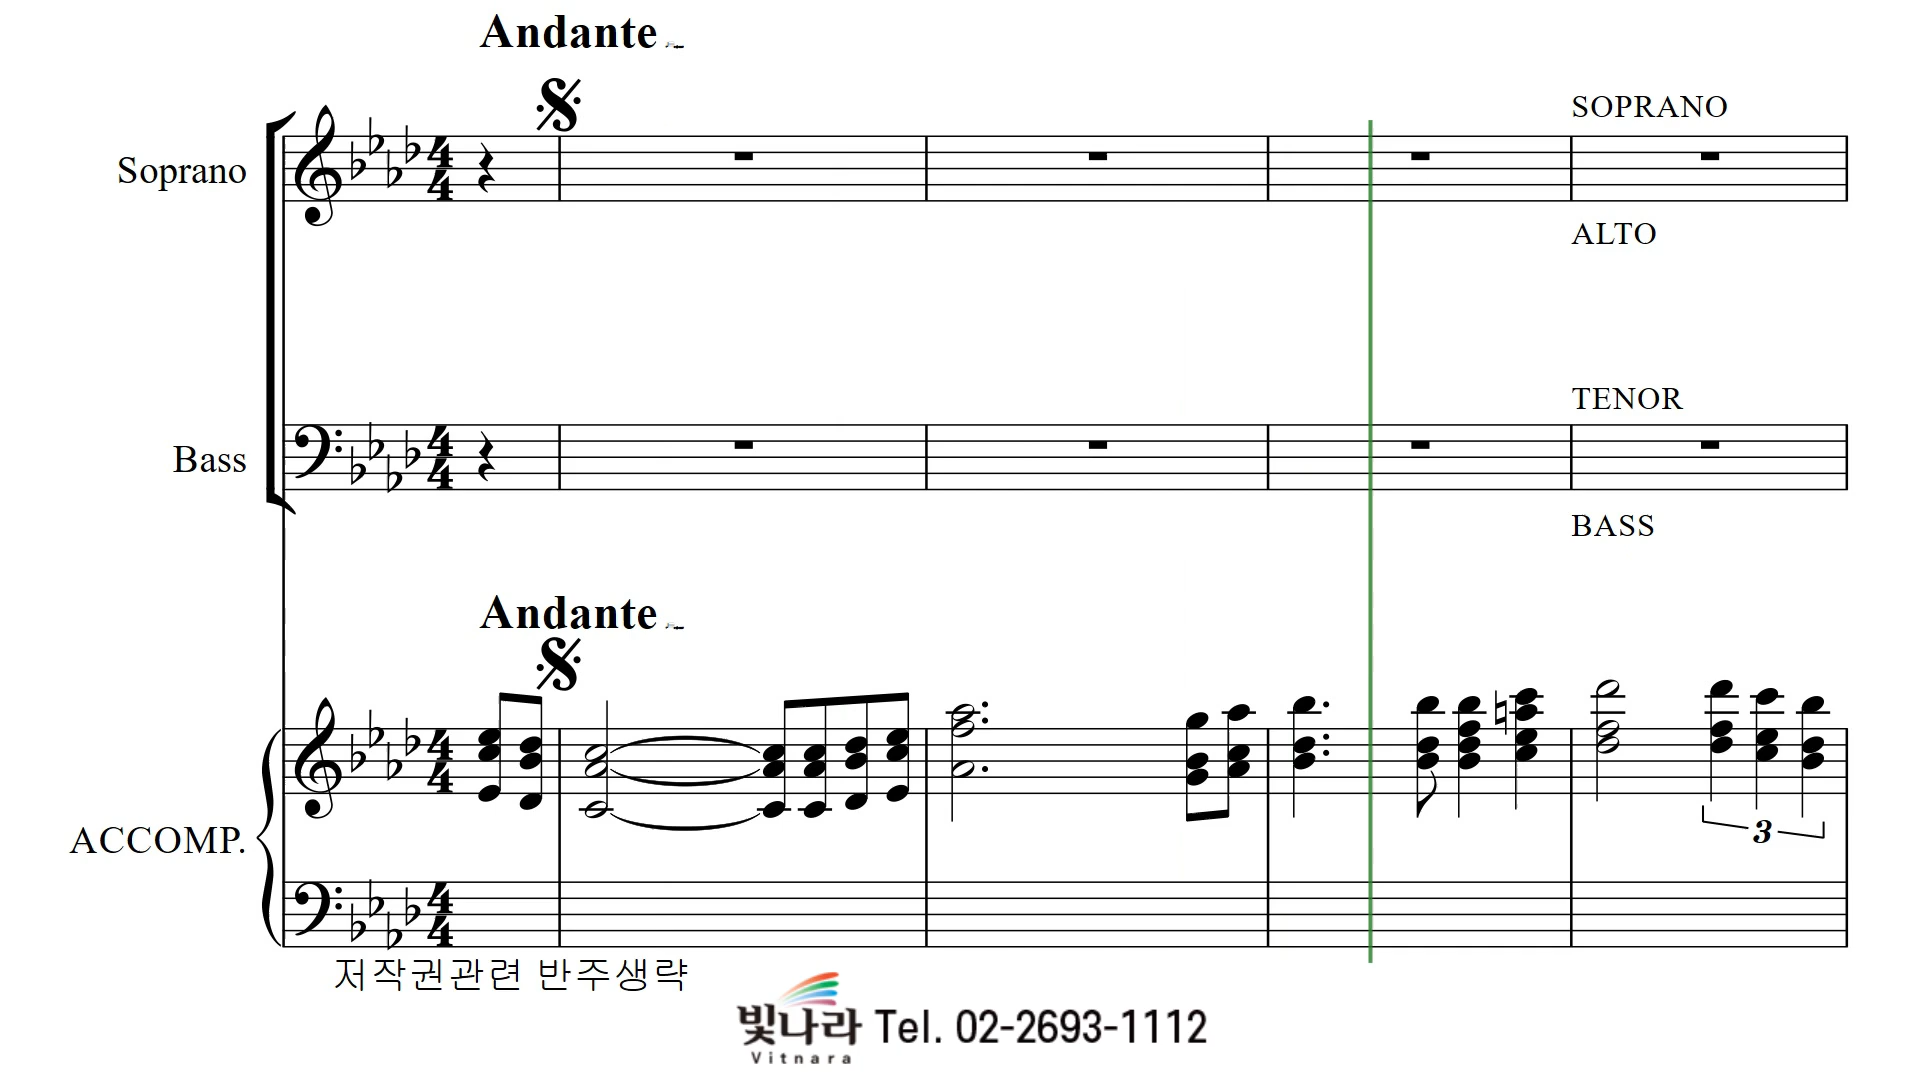 Andante
SOPRANO
Soprano
ALTO
TENOR
Bass
BASS
Andante
ACCOMP.
3
저작권관련 반주생략
빛나라 Tel. 02-2693-1112
Vitnara